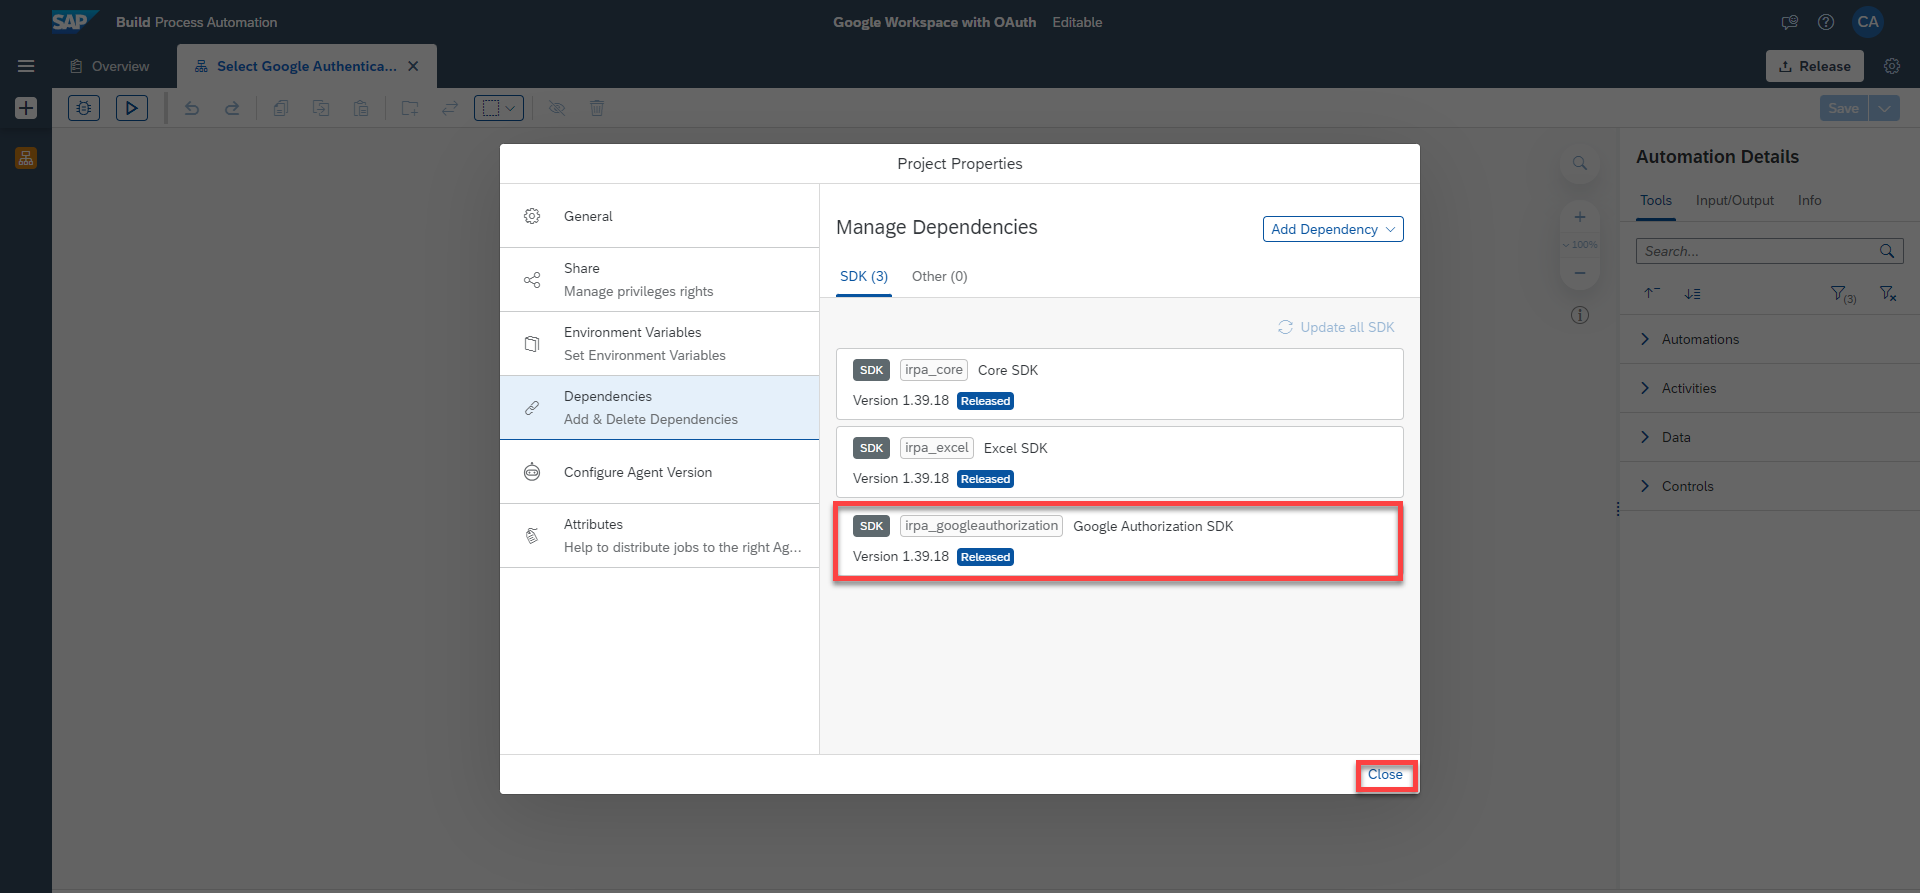 SAP Build Process Automation
Google Workspace with OAuth Editable
CA
Overview
Select Google Authentica...
Release
Save
Project Properties
General
Share
Manage privileges rights
Environment Variables
Set Environment Variables
Dependencies
Add & Delete Dependencies
Configure Agent Version
Attributes
Help to distribute jobs to the right Ag...
Manage Dependencies
Add Dependency
SDK (3) Other (0)
Update all SDK
SDK irpa_core Core SDK
Version 1.39.18 Released
SDK irpa_excel Excel SDK
Version 1.39.18 Released
SDK irpa_googleauthorization Google Authorization SDK
Version 1.39.18 Released
Close
100%
Automation Details
Tools Input/Output Info
Search...
(3)
Automations
Activities
Data
Controls